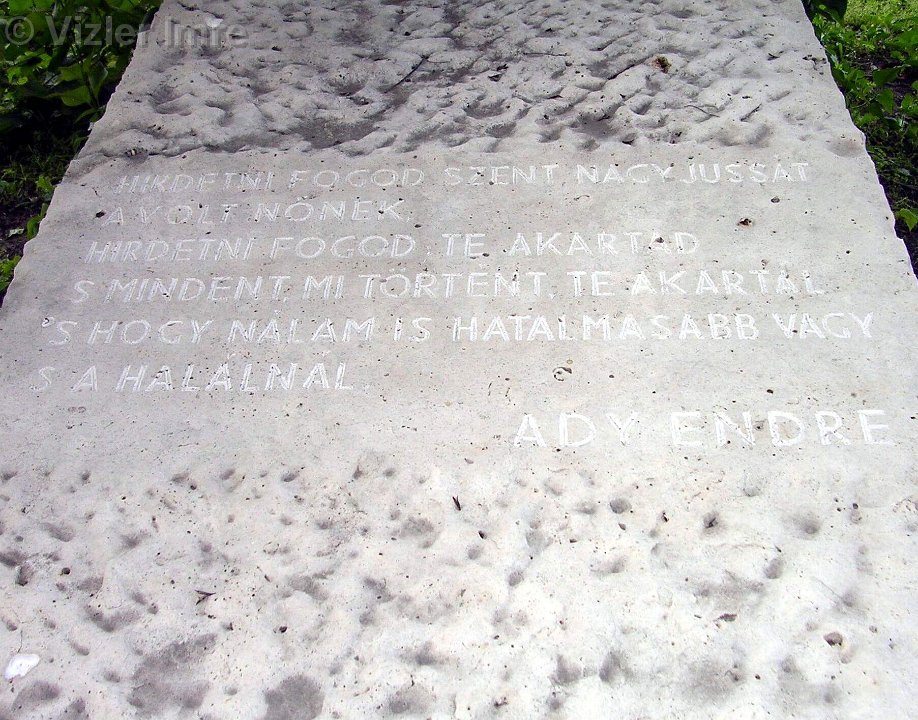 © Vizler Imre
HIRDETNI FOGOD SZENT NAGY JUSSÁT
A VOLT NŐNEK,
HIRDETNI FOGOD: TE AKARTAD
S MINDENT, MI TÖRTÉNT, TE AKARTÁL
'S HOGY NÁLAM IS HATALMASABB VAGY
S A HALÁLNÁL.
ADY ENDRE